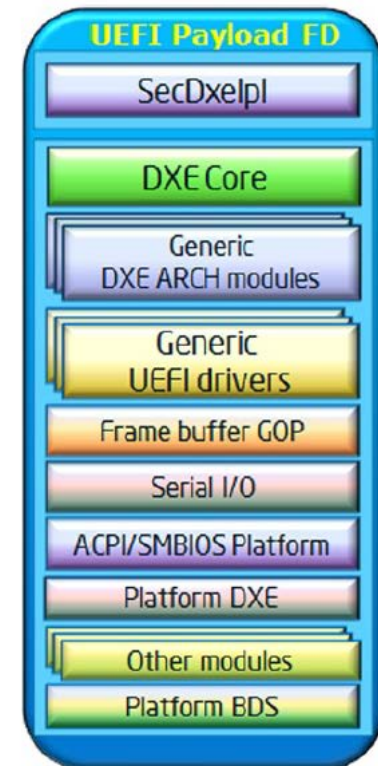 UEFI Payload FD
SecDxeIpl
DXE Core
Generic
DXE ARCH modules
Generic
UEFI drivers
Frame buffer GOP
Serial I/O
ACPI/SMBIOS Platform
Platform DXE
Other modules
Platform BDS